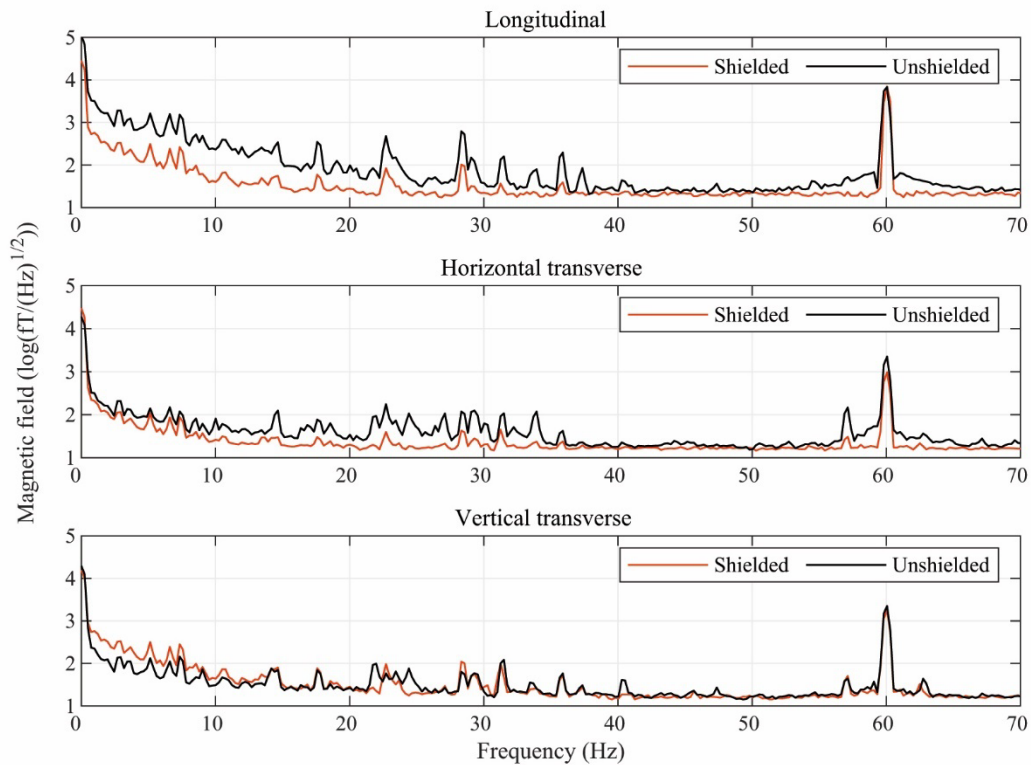 Longitudinal
5
4
3
2
1
Shielded
Unshielded
0 10 20 30 40 50 60 70
Horizontal transverse
5
4
3
2
1
Shielded
Unshielded
0 10 20 30 40 50 60 70
Magnetic field (log(fT/(Hz)^1/2))
Vertical transverse
5
4
3
2
1
Shielded
Unshielded
0 10 20 30 40 50 60 70
Frequency (Hz)